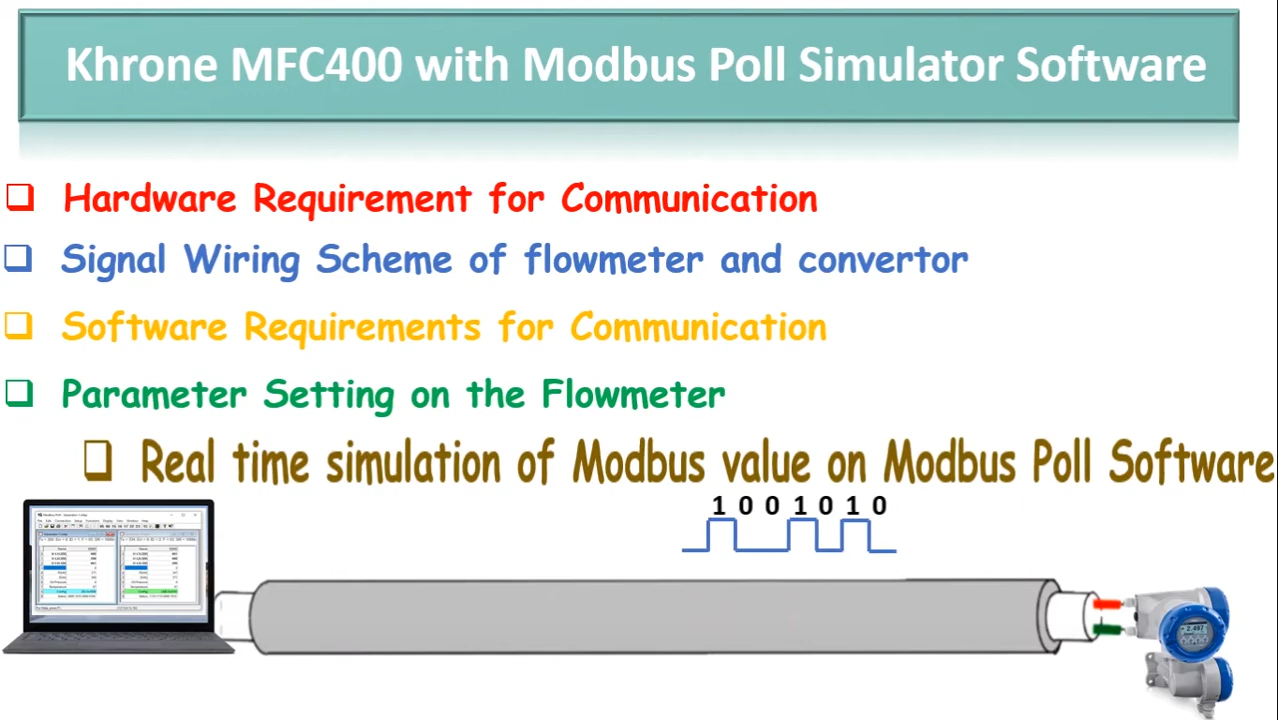 Khrone MFC400 with Modbus Poll Simulator Software
❑ Hardware Requirement for Communication
❑ Signal Wiring Scheme of flowmeter and convertor
❑ Software Requirements for Communication
❑ Parameter Setting on the Flowmeter
❑ Real time simulation of Modbus value on Modbus Poll Software
1 0 0 1 0 1 0